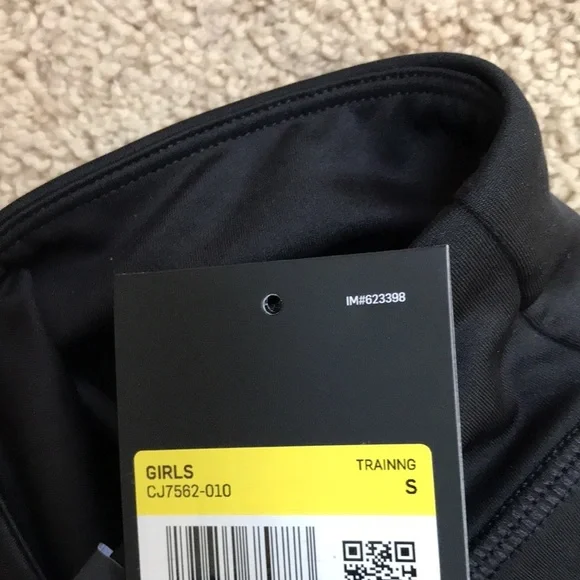 IM#623398
GIRLS TRAINNG
CJ7562-010 S